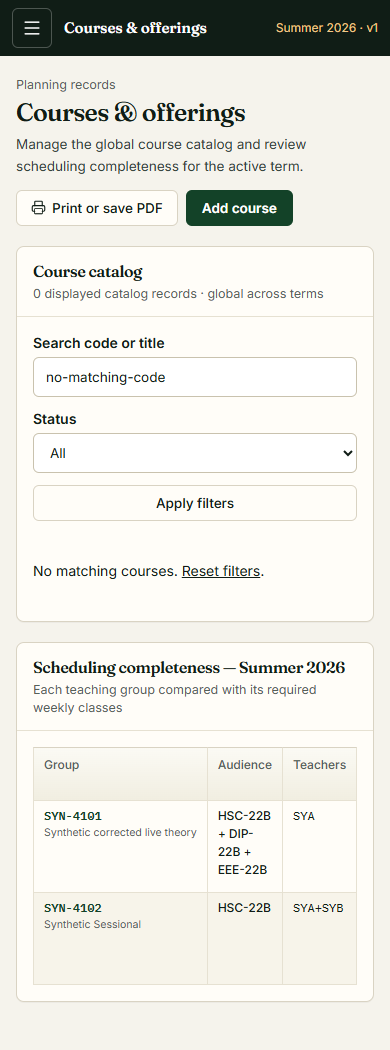 Courses & offerings
Summer 2026 · v1
Planning records
Courses & offerings
Manage the global course catalog and review
scheduling completeness for the active term.
Print or save PDF
Add course
Course catalog
0 displayed catalog records · global across terms
Search code or title
no-matching-code
Status
All
Apply filters
No matching courses. Reset filters.
Scheduling completeness — Summer 2026
Each teaching group compared with its required
weekly classes
Group Audience Teachers
SYN-4101
Synthetic corrected live theory
HSC-22B
+ DIP-
22B +
EEE-22B
SYA
SYN-4102
Synthetic Sessional
HSC-22B
SYA+SYB